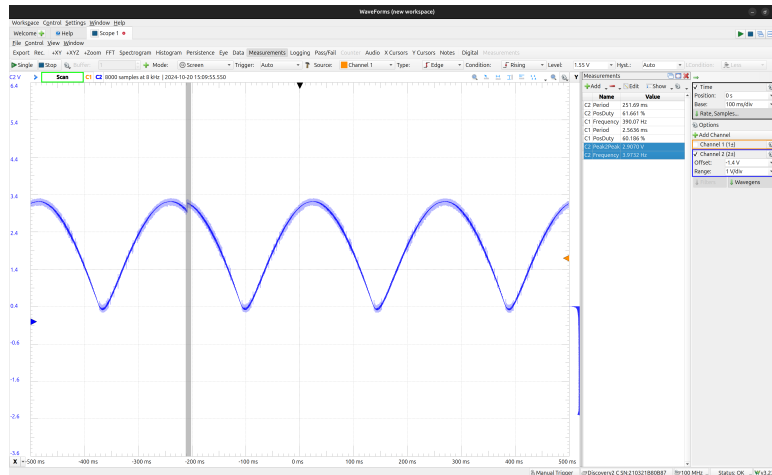 WaveForms (new workspace)
Workspace Control Settings Window Help
Welcome Help Scope 1
File Control View Window
Export Rec. +XY +XYZ +Zoom FFT Spectrogram Histogram Persistence Eye Data Measurements Logging Pass/Fail Counter Audio X Cursors Y Cursors Notes Digital Measurements
Single Stop Buffer: Mode: Screen Trigger: Auto Source: Channel 1 Type: Edge Condition: Rising Level: 1.55 V Hyst.: Auto
C2 V Scan C1 C2 8000 samples at 8 kHz | 2024-10-20 15:09:55.550 Y
Measurements
Add Edit Show
Name Value
C2 Period 251.69 ms
C2 PosDuty 61.661 %
C1 Frequency 390.07 Hz
C1 Period 2.5636 ms
C1 PosDuty 60.186 %
C2 Peak2Peak 2.9070 V
C2 Frequency 3.9732 Hz
Time
Position: 0 s
Base: 100 ms/div
Rate, Samples...
Options
Add Channel
Channel 1 (1±)
Channel 2 (2±)
Offset: -1.4 V
Range: 1 V/div
Wavegens
6.4
5.4
4.4
3.4
2.4
1.4
0.4
-0.6
-1.6
-2.6
-3.6
X -500 ms -400 ms -300 ms -200 ms -100 ms 0 ms 100 ms 200 ms 300 ms 400 ms 500 ms
Manual Trigger Discovery2 C SN:210321B80B87 100 MHz Status: OK